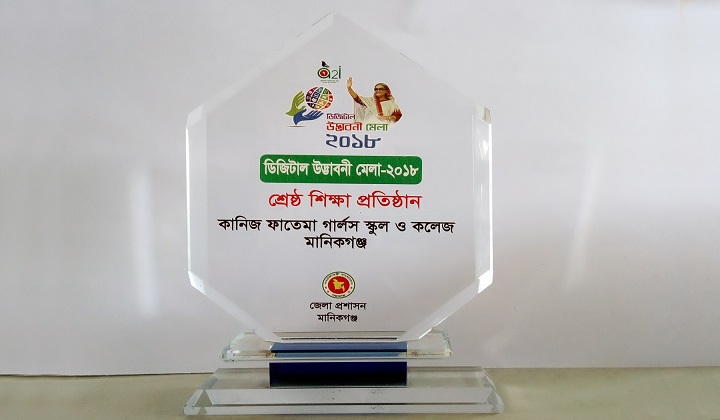 a2i
ডিজিটাল
উদ্ভাবনী মেলা
২০১৮
ডিজিটাল উদ্ভাবনী মেলা-২০১৮
শ্রেষ্ঠ শিক্ষা প্রতিষ্ঠান
কানিজ ফাতেমা গার্লস স্কুল ও কলেজ
মানিকগঞ্জ
জেলা প্রশাসন
মানিকগঞ্জ